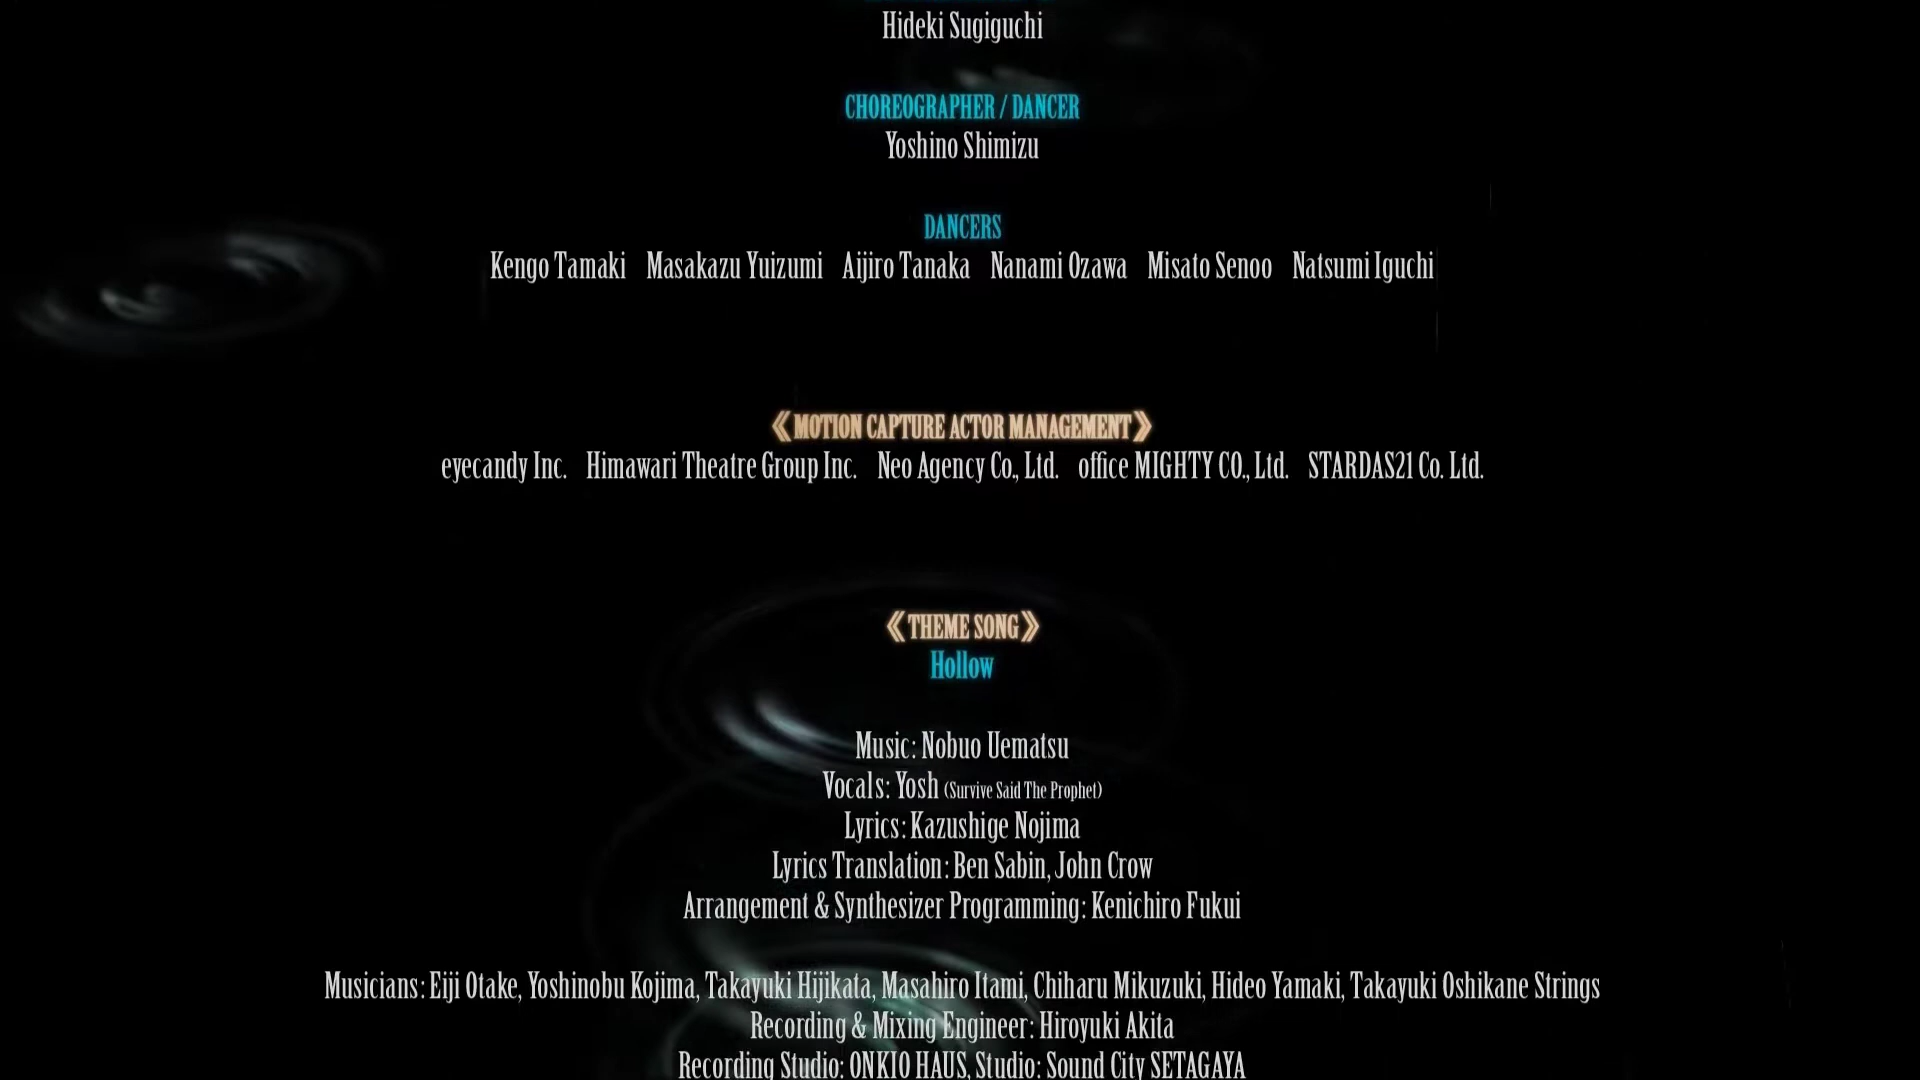 Hideki Sugiguchi
CHOREOGRAPHER / DANCER
Yoshino Shimizu
DANCERS
Kengo Tamaki Masakazu Yuizumi Aijiro Tanaka Nanami Ozawa Misato Senoo Natsumi Iguchi
《MOTION CAPTURE ACTOR MANAGEMENT》
eyecandy Inc. Himawari Theatre Group Inc. Neo Agency Co., Ltd. office MIGHTY CO., Ltd. STARDAS21 Co. Ltd.
《THEME SONG》
Hollow
Music: Nobuo Uematsu
Vocals: Yosh (Survive Said The Prophet)
Lyrics: Kazushige Nojima
Lyrics Translation: Ben Sabin, John Crow
Arrangement & Synthesizer Programming: Kenichiro Fukui
Musicians: Eiji Otake, Yoshinobu Kojima, Takayuki Hijikata, Masahiro Itami, Chiharu Mikuzuki, Hideo Yamaki, Takayuki Oshikane Strings
Recording & Mixing Engineer: Hiroyuki Akita
Recording Studio: ONKIO HAUS, Studio: Sound City SETAGAYA